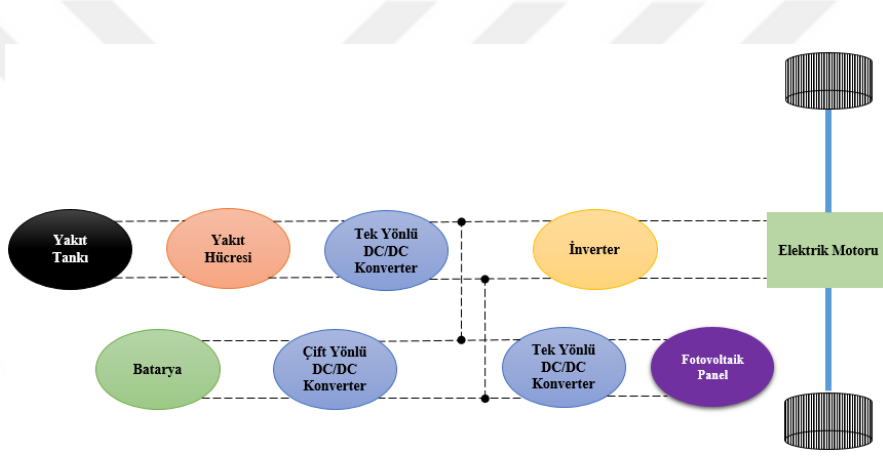 Yakıt
Tankı
Yakıt
Hücresi
Tek Yönlü
DC/DC
Konverter
İnverter
Elektrik Motoru
Batarya
Çift Yönlü
DC/DC
Konverter
Tek Yönlü
DC/DC
Konverter
Fotovoltaik
Panel